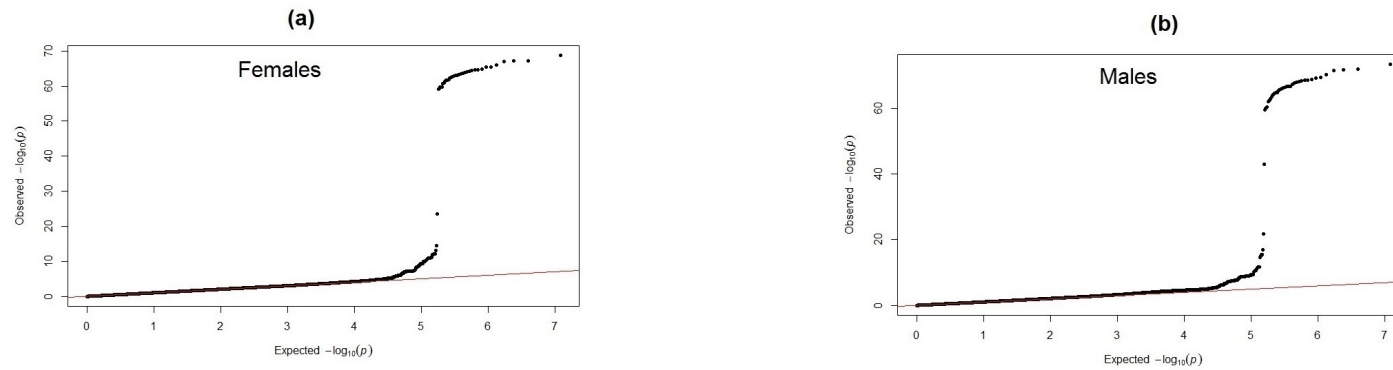 (a)
Females
Observed −log₁₀(p)
70
60
50
40
30
20
10
0
0 1 2 3 4 5 6 7
Expected −log₁₀(p)
(b)
Males
Observed −log₁₀(p)
60
40
20
0
0 1 2 3 4 5 6 7
Expected −log₁₀(p)